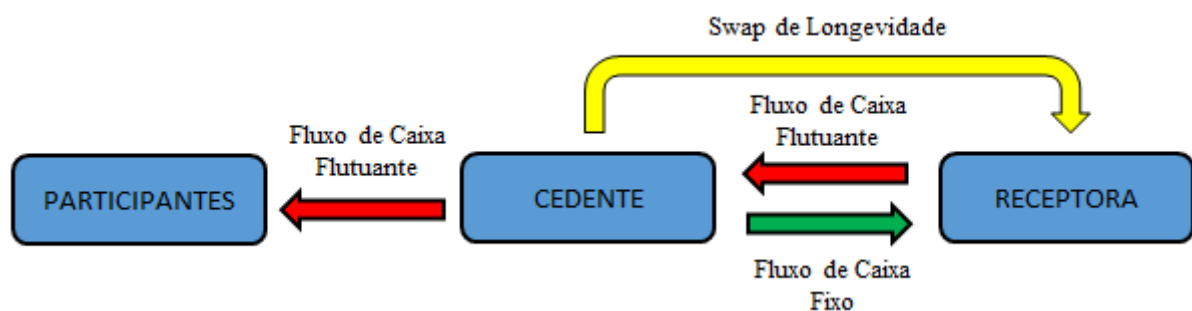 Swap de Longevidade
Fluxo de Caixa
Flutuante
Fluxo de Caixa
Flutuante
PARTICIPANTES
CEDENTE
RECEPTORA
Fluxo de Caixa
Fixo